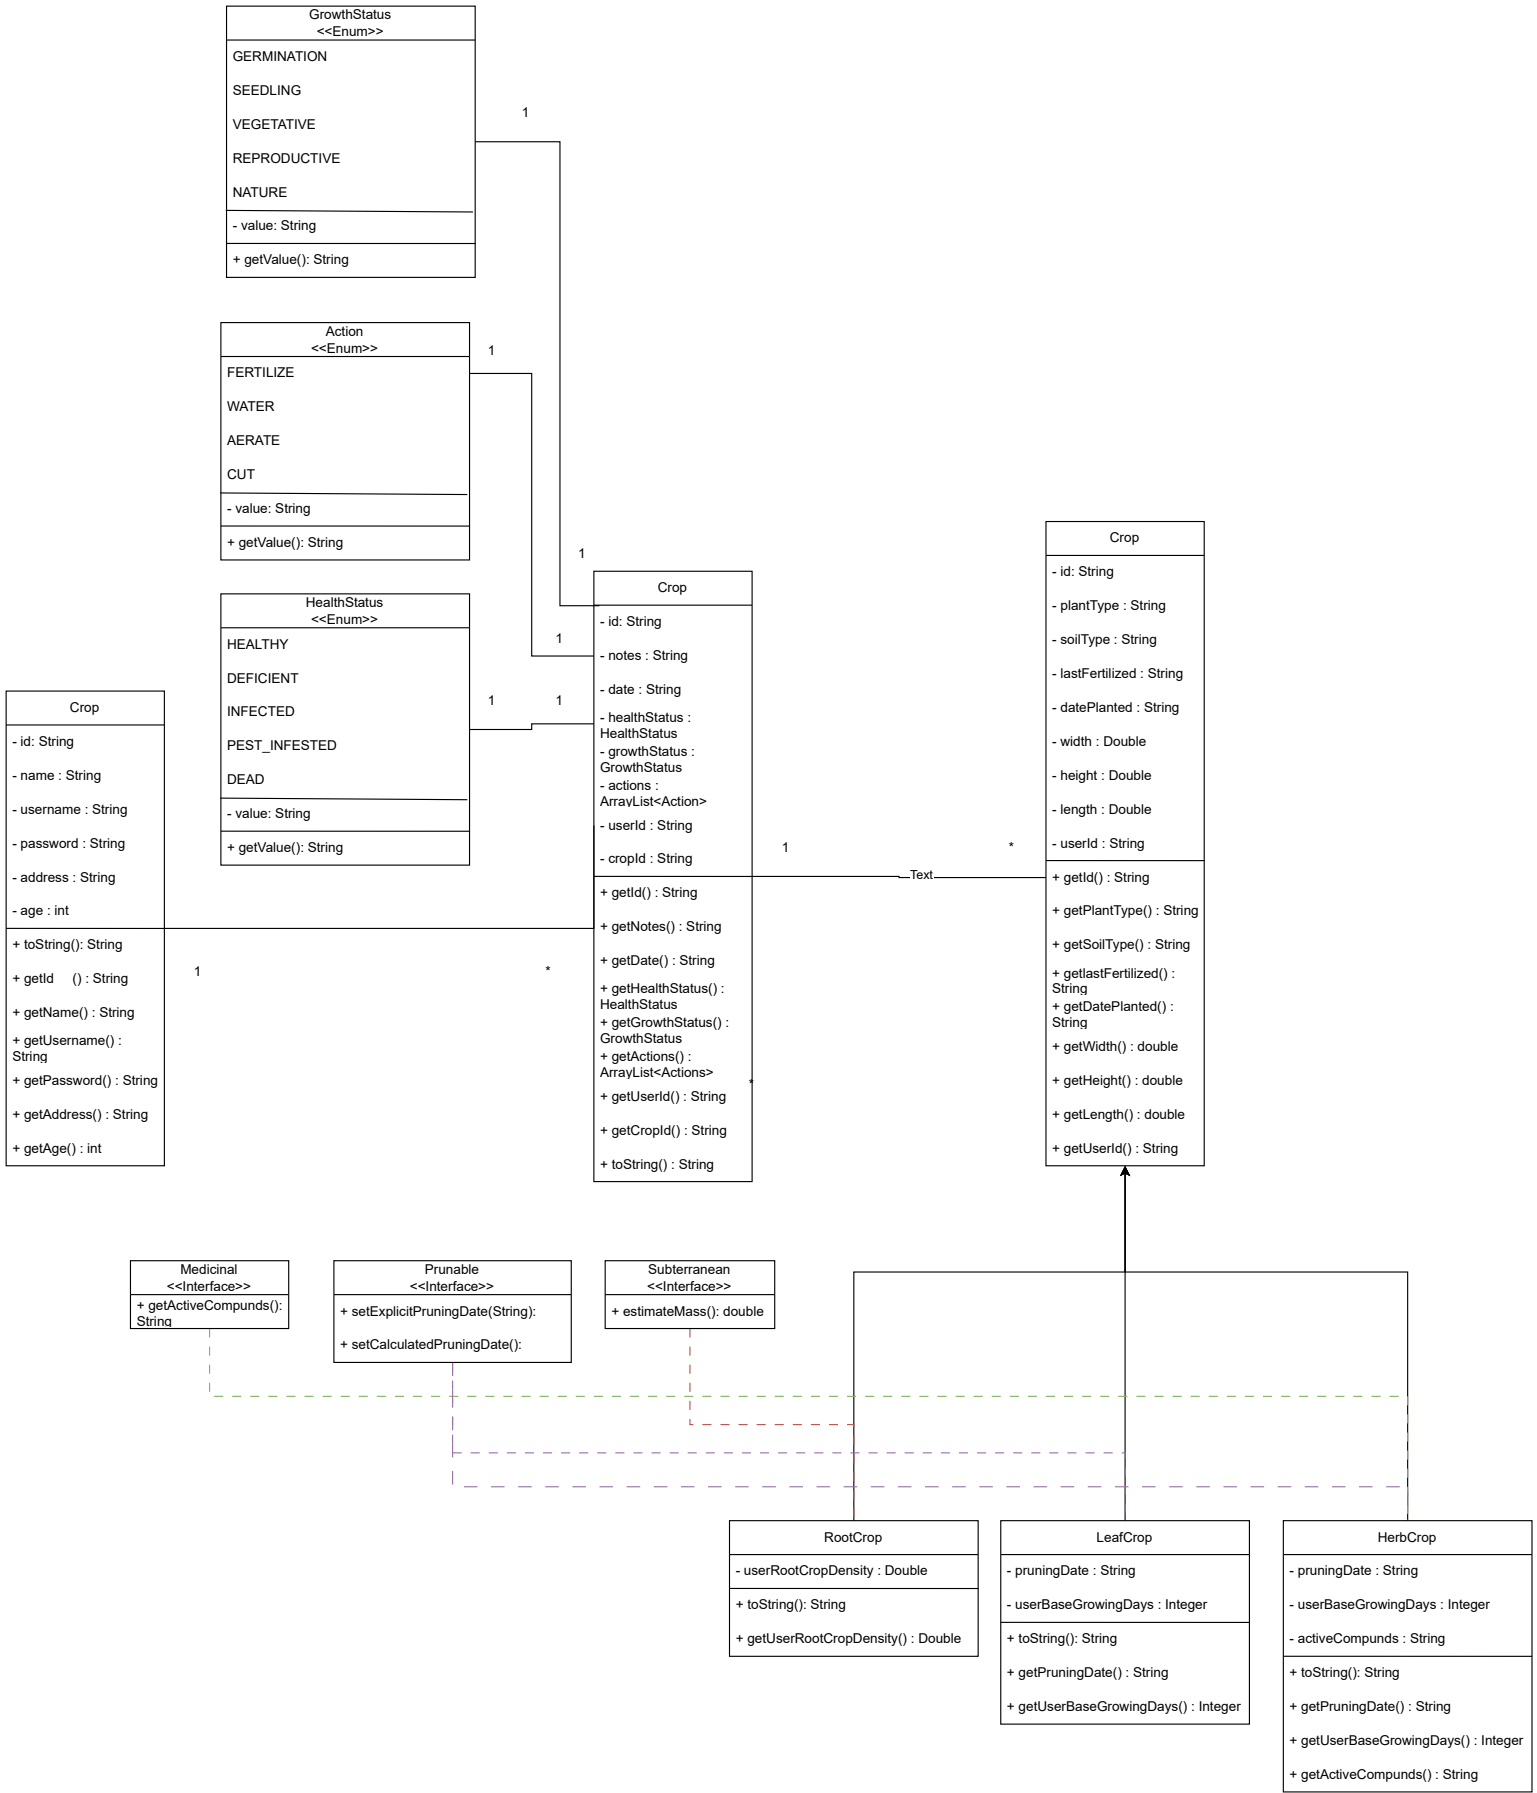 GrowthStatus
<<Enum>>
GERMINATION
SEEDLING
VEGETATIVE
REPRODUCTIVE
NATURE
- value: String
+ getValue(): String
1
Action
<<Enum>>
FERTILIZE
WATER
AERATE
CUT
- value: String
+ getValue(): String
1
HealthStatus
<<Enum>>
HEALTHY
DEFICIENT
INFECTED
PEST_INFESTED
DEAD
- value: String
+ getValue(): String
1
1
1
1
Crop
- id: String
- name : String
- username : String
- password : String
- address : String
- age : int
+ toString(): String
+ getId () : String
+ getName() : String
+ getUsername() :
String
+ getPassword() : String
+ getAddress() : String
+ getAge() : int
1
*
Crop
- id: String
- notes : String
- date : String
- healthStatus :
HealthStatus
- growthStatus :
GrowthStatus
- actions :
ArrayList<Action>
- userId : String
- cropId : String
+ getId() : String
+ getNotes() : String
+ getDate() : String
+ getHealthStatus() :
HealthStatus
+ getGrowthStatus() :
GrowthStatus
+ getActions() :
ArrayList<Actions>
*
+ getUserId() : String
+ getCropId() : String
+ toString() : String
1
Text
*
Crop
- id: String
- plantType : String
- soilType : String
- lastFertilized : String
- datePlanted : String
- width : Double
- height : Double
- length : Double
- userId : String
+ getId() : String
+ getPlantType() : String
+ getSoilType() : String
+ getlastFertilized() :
String
+ getDatePlanted() :
String
+ getWidth() : double
+ getHeight() : double
+ getLength() : double
+ getUserId() : String
Medicinal
<<Interface>>
+ getActiveCompunds():
String
Prunable
<<Interface>>
+ setExplicitPruningDate(String):
+ setCalculatedPruningDate():
Subterranean
<<Interface>>
+ estimateMass(): double
RootCrop
- userRootCropDensity : Double
+ toString(): String
+ getUserRootCropDensity() : Double
LeafCrop
- pruningDate : String
- userBaseGrowingDays : Integer
+ toString(): String
+ getPruningDate() : String
+ getUserBaseGrowingDays() : Integer
HerbCrop
- pruningDate : String
- userBaseGrowingDays : Integer
- activeCompunds : String
+ toString(): String
+ getPruningDate() : String
+ getUserBaseGrowingDays() : Integer
+ getActiveCompunds() : String